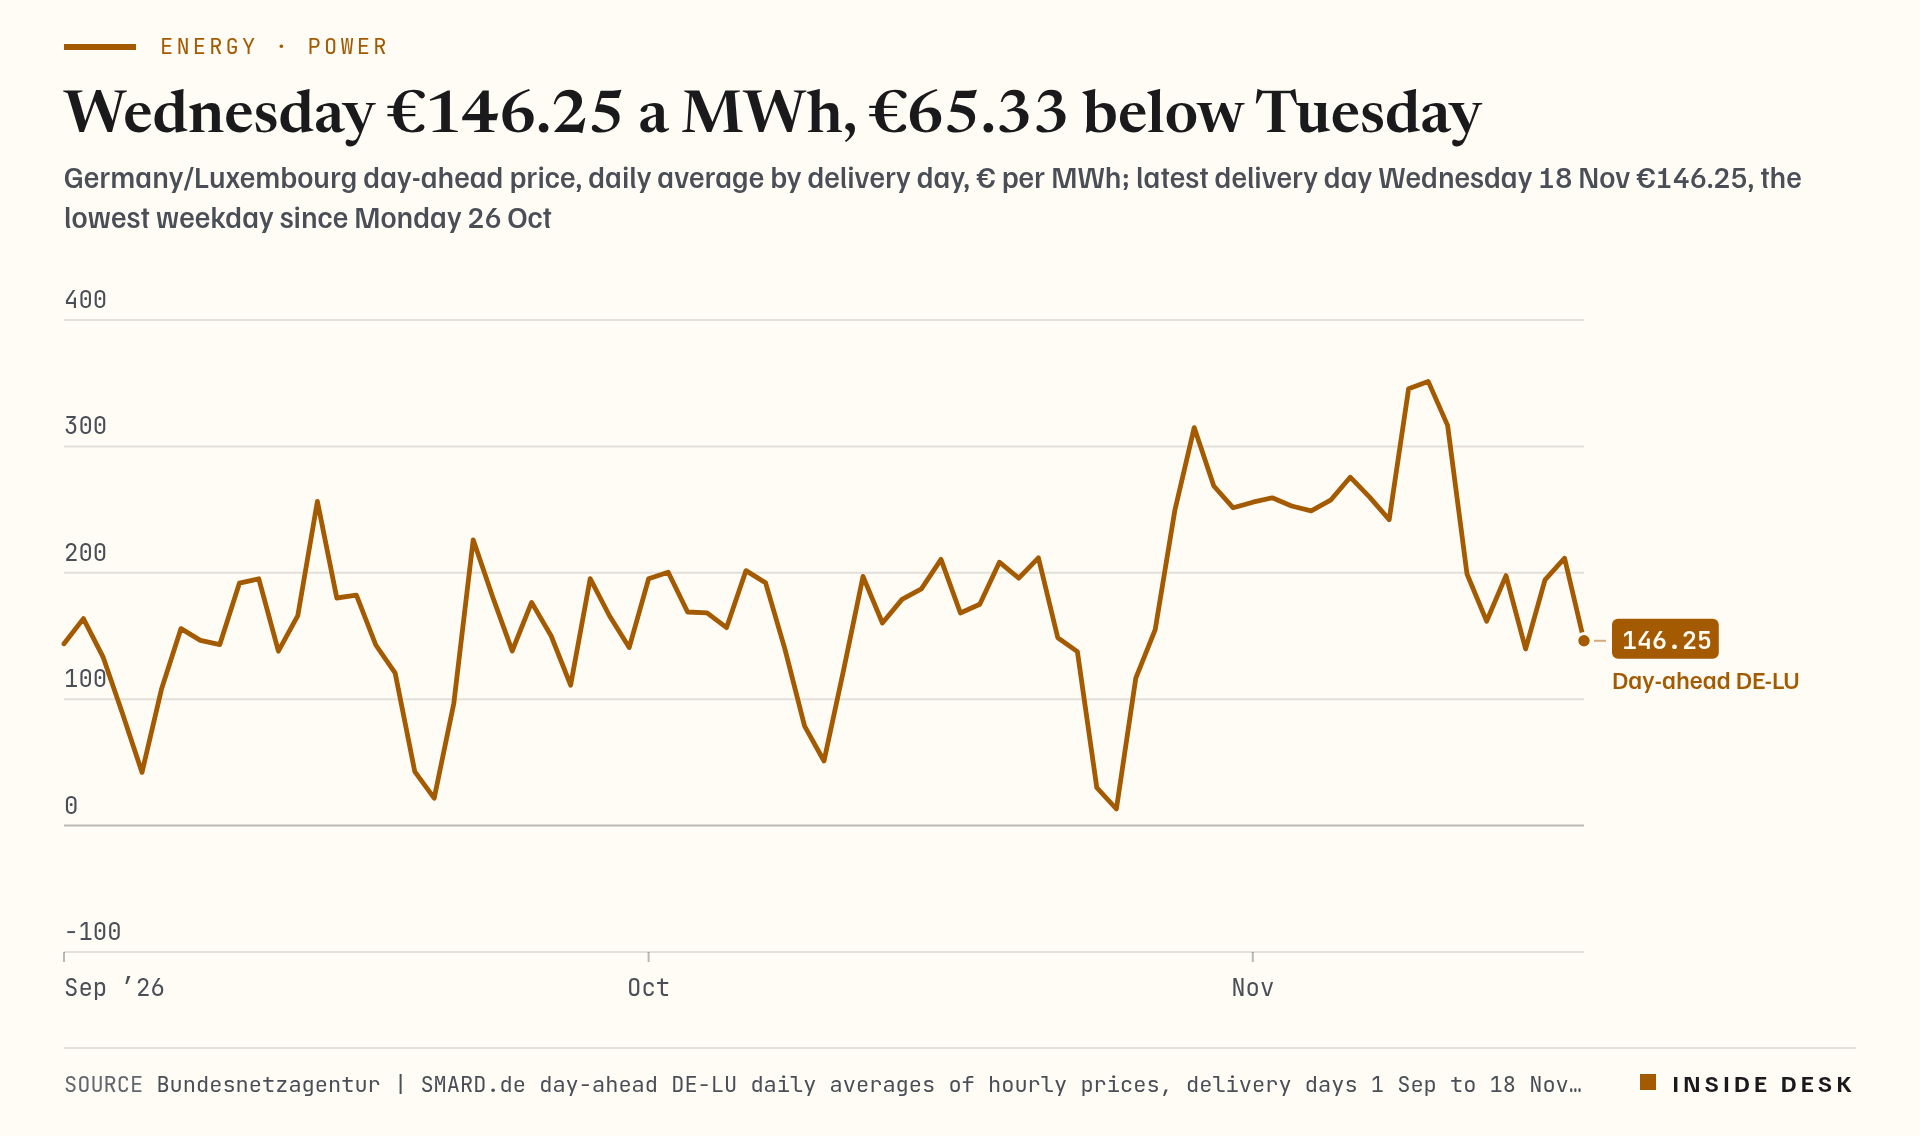 ENERGY · POWER
Wednesday €146.25 a MWh, €65.33 below Tuesday
Germany/Luxembourg day-ahead price, daily average by delivery day, € per MWh; latest delivery day Wednesday 18 Nov €146.25, the
lowest weekday since Monday 26 Oct
400
300
200
100
0
-100
146.25
Day-ahead DE-LU
Sep ’26
Oct
Nov
SOURCE Bundesnetzagentur | SMARD.de day-ahead DE-LU daily averages of hourly prices, delivery days 1 Sep to 18 Nov…
INSIDE DESK